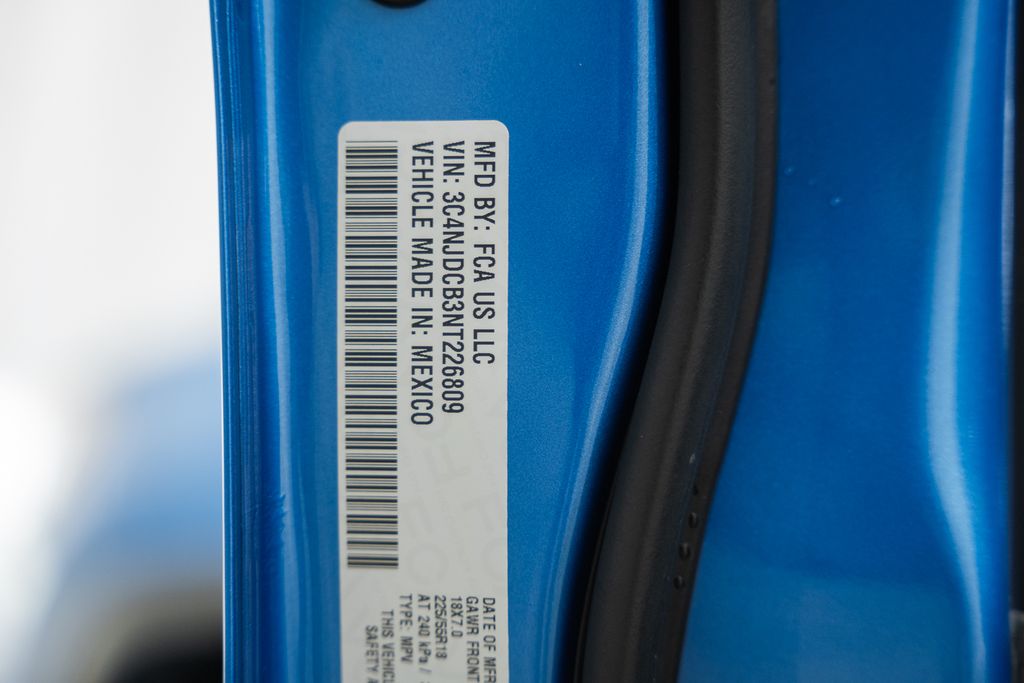 MFD BY: FCA US LLC
VIN: 3C4NJDCB3NT226809
VEHICLE MADE IN: MEXICO
DATE OF MFR
GAWR FRONT
18X7.0
225/55R18
AT 240 kPa /
TYPE: MPV
THIS VEHICL
SAFETY A